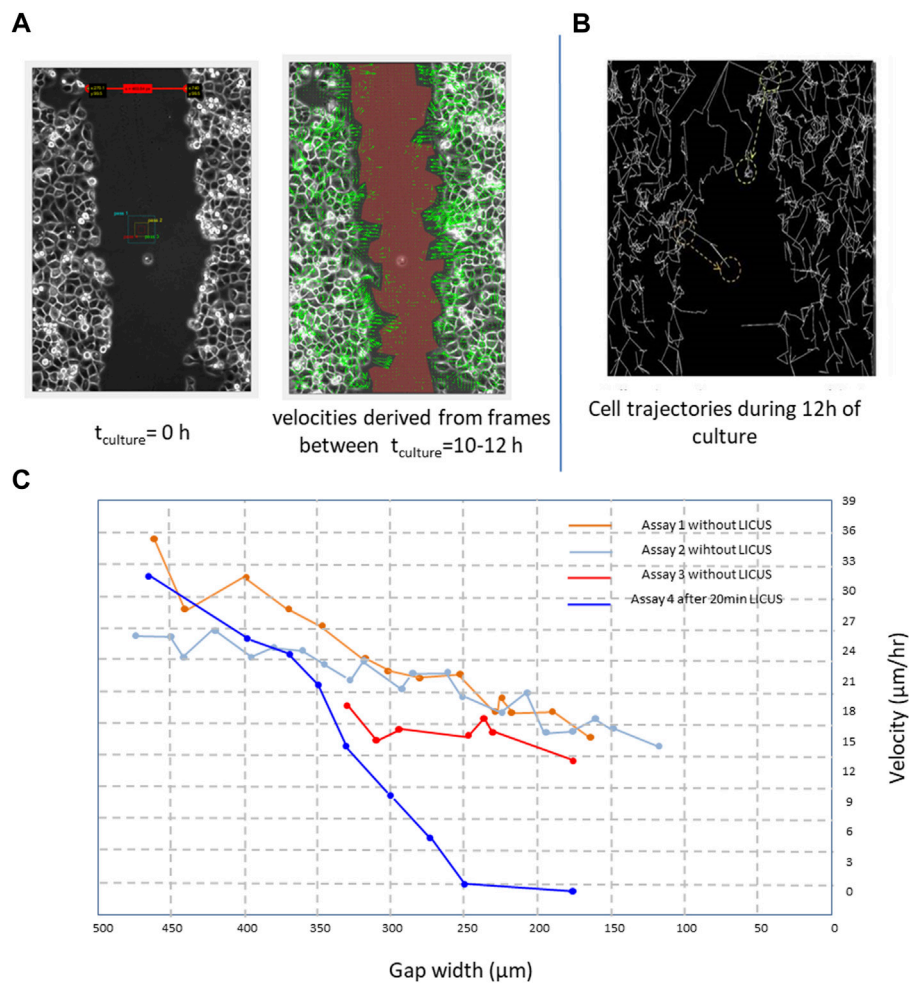 A
B
t_culture= 0 h
velocities derived from frames
between t_culture=10-12 h
Cell trajectories during 12h of
culture
C
Assay 1 without LICUS
Assay 2 wihtout LICUS
Assay 3 without LICUS
Assay 4 after 20min LICUS
39
36
33
30
27
24
21
18
15
12
9
6
3
0
Velocity (µm/hr)
500 450 400 350 300 250 200 150 100 50 0
Gap width (µm)